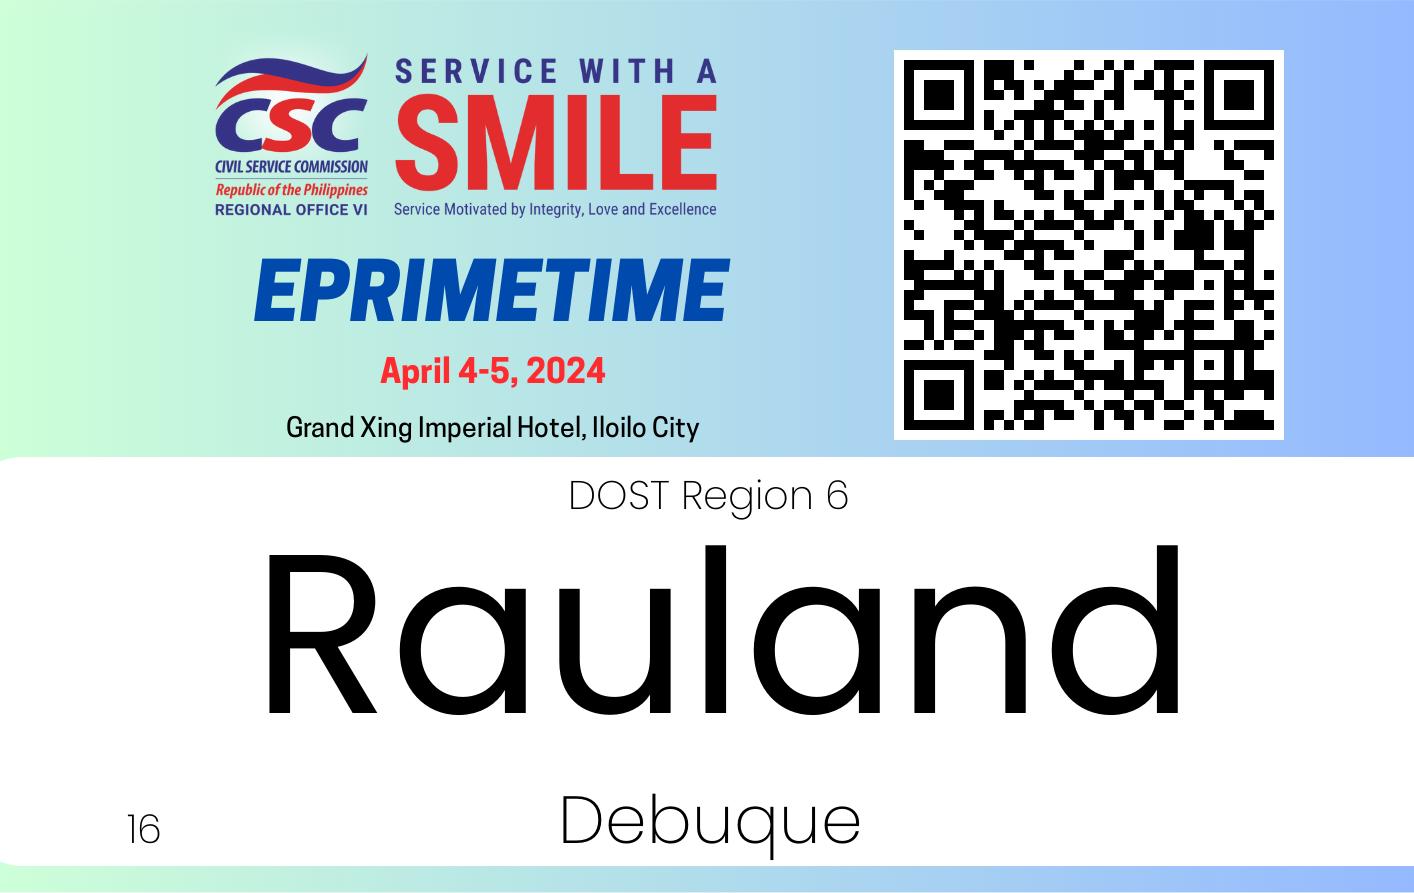 CSC
CIVIL SERVICE COMMISSION
Republic of the Philippines
REGIONAL OFFICE VI
SERVICE WITH A
SMILE
Service Motivated by Integrity, Love and Excellence
EPRIMETIME
April 4-5, 2024
Grand Xing Imperial Hotel, Iloilo City
DOST Region 6
Rauland
Debuque
16